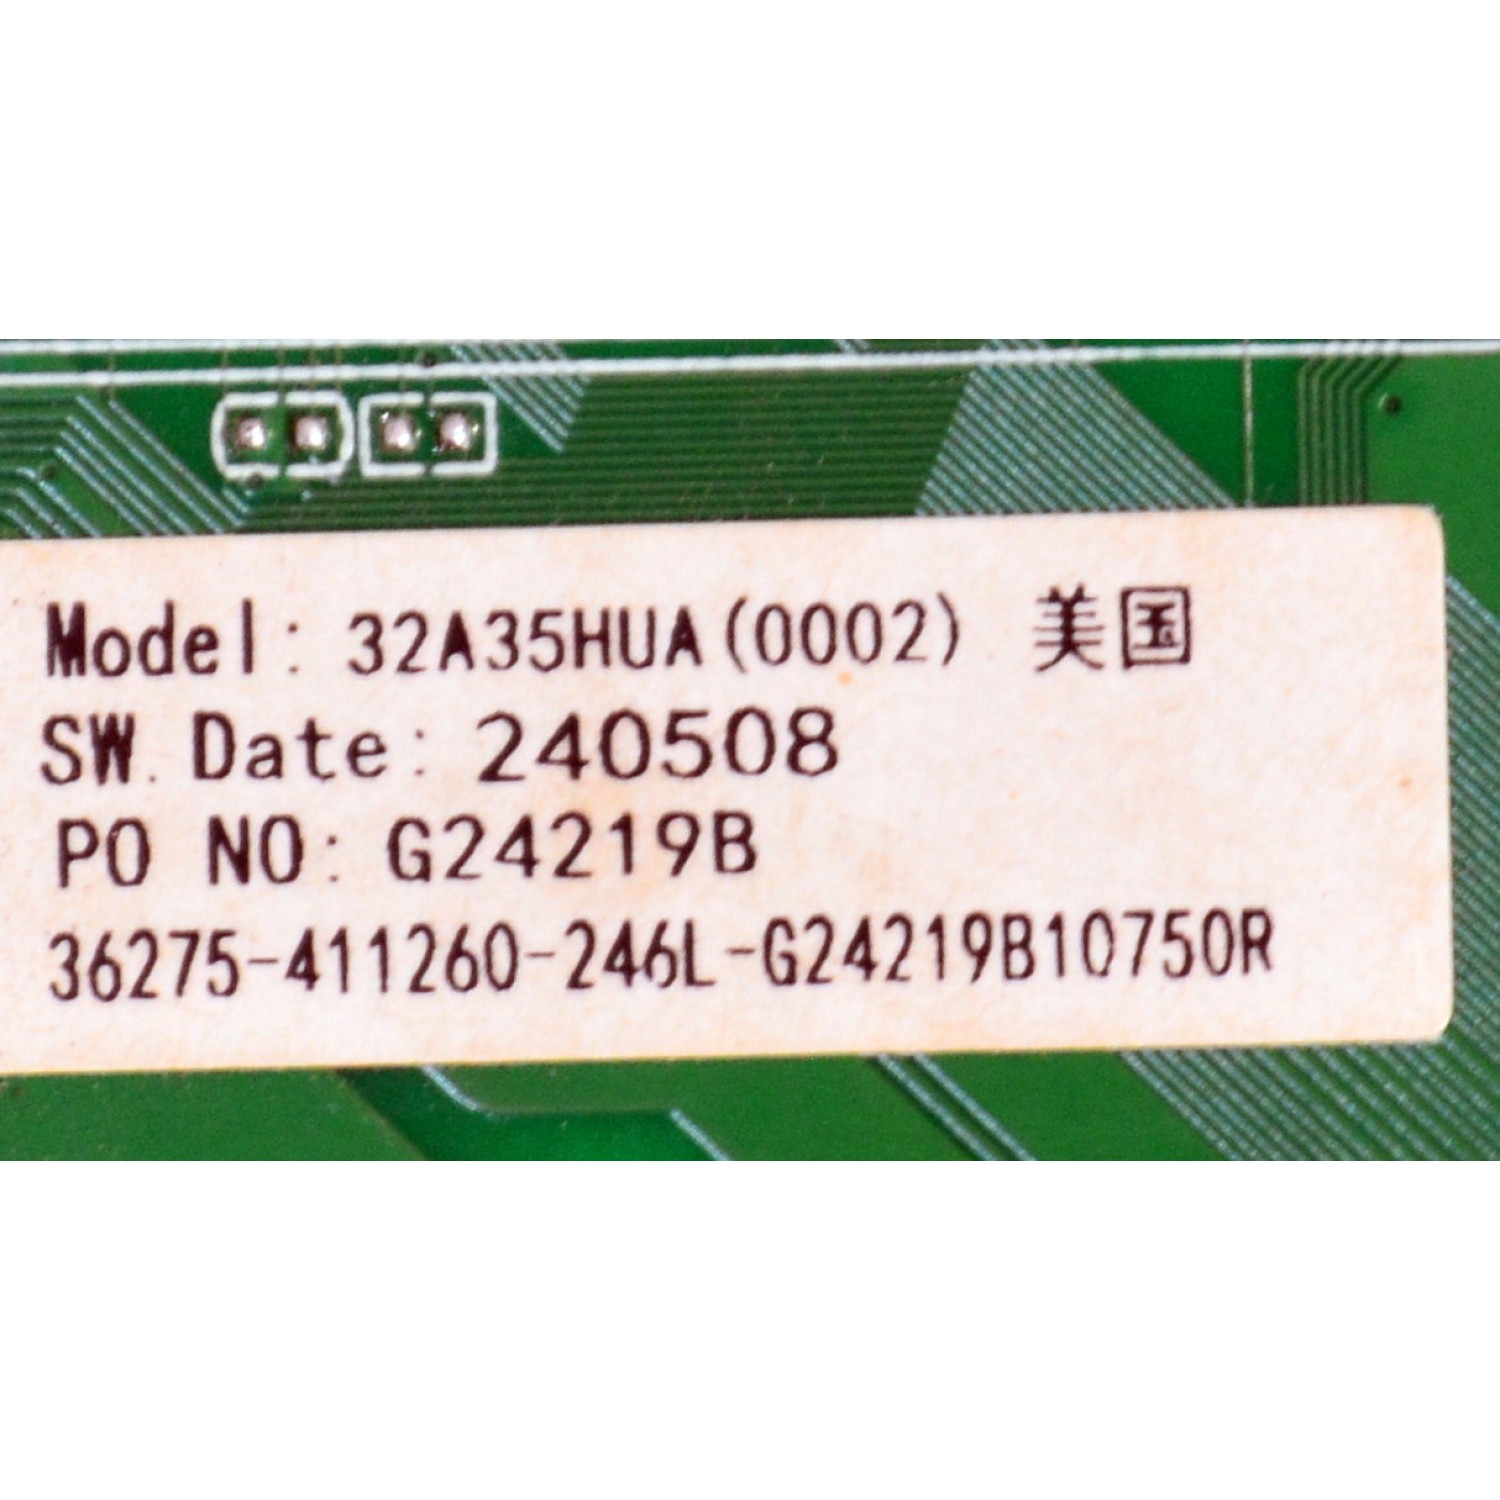 Model: 32A35HUA(0002) 美国
SW. Date: 240508
PO NO: G24219B
36275-411260-246L-G24219B10750R